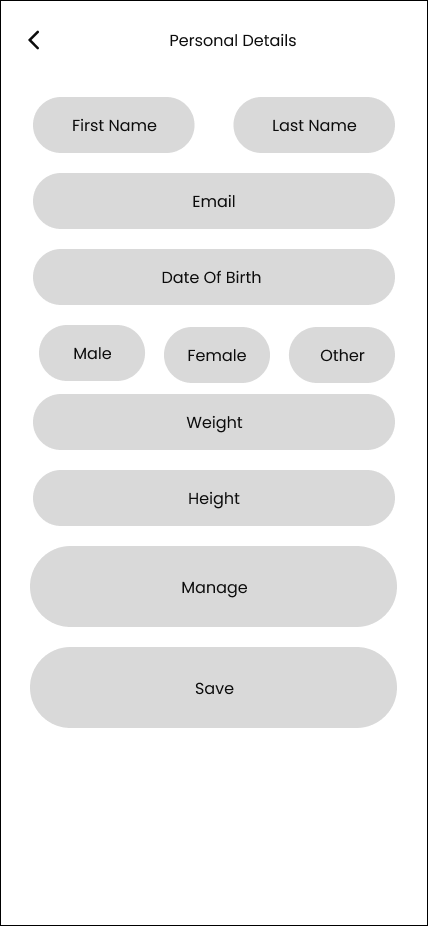 Personal Details
First Name Last Name
Email
Date Of Birth
Male Female Other
Weight
Height
Manage
Save